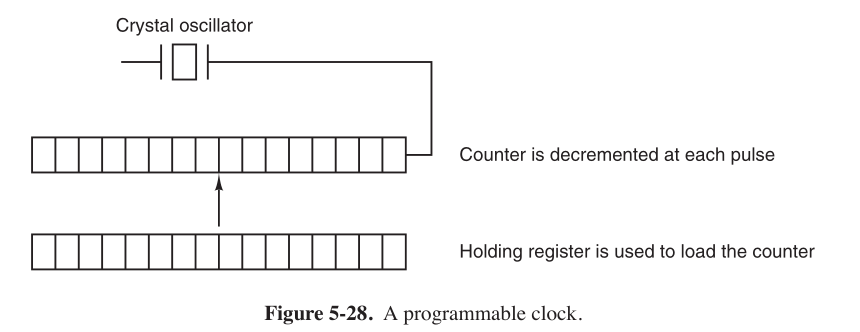 Crystal oscillator
Counter is decremented at each pulse
Holding register is used to load the counter
Figure 5-28. A programmable clock.